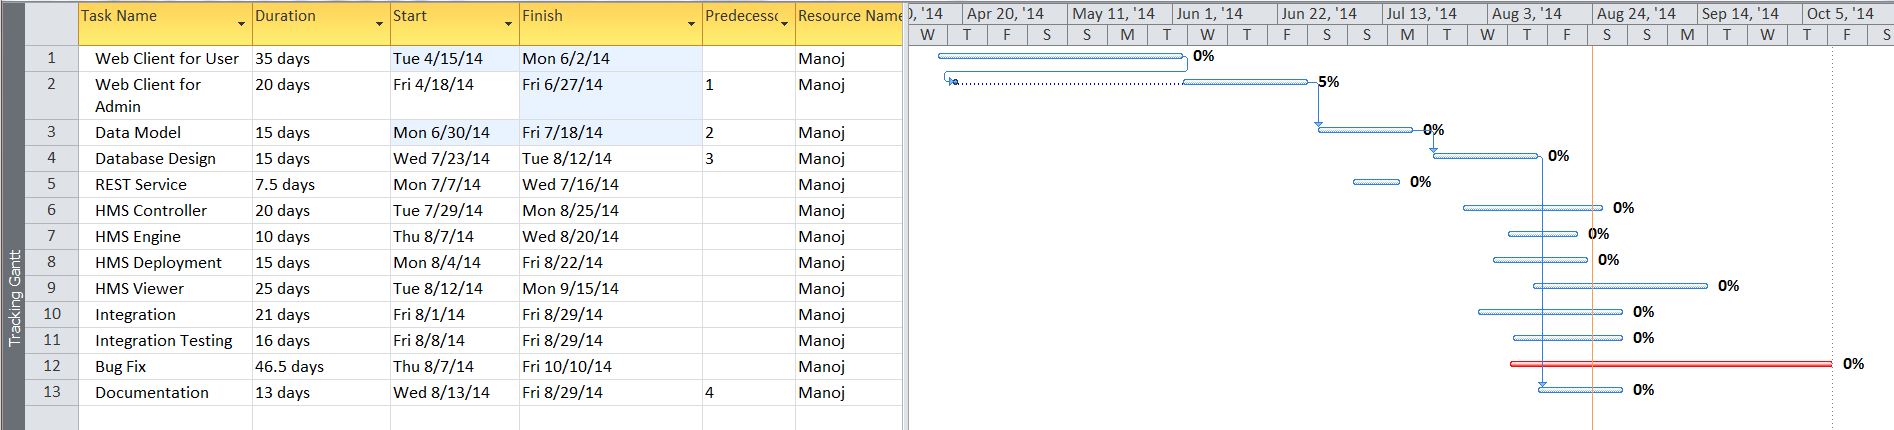 Task Name Duration Start Finish Predecesso Resource Name
0, '14 Apr 20, '14 May 11, '14 Jun 1, '14 Jun 22, '14 Jul 13, '14 Aug 3, '14 Aug 24, '14 Sep 14, '14 Oct 5, '14
W T F S S M T W T F S S M T W T F S S M T W T F S
1 Web Client for User 35 days Tue 4/15/14 Mon 6/2/14 Manoj 0%
2 Web Client for 20 days Fri 4/18/14 Fri 6/27/14 1 Manoj 5%
Admin
3 Data Model 15 days Mon 6/30/14 Fri 7/18/14 2 Manoj 0%
4 Database Design 15 days Wed 7/23/14 Tue 8/12/14 3 Manoj 0%
5 REST Service 7.5 days Mon 7/7/14 Wed 7/16/14 Manoj 0%
6 HMS Controller 20 days Tue 7/29/14 Mon 8/25/14 Manoj 0%
7 HMS Engine 10 days Thu 8/7/14 Wed 8/20/14 Manoj 0%
8 HMS Deployment 15 days Mon 8/4/14 Fri 8/22/14 Manoj 0%
9 HMS Viewer 25 days Tue 8/12/14 Mon 9/15/14 Manoj 0%
10 Integration 21 days Fri 8/1/14 Fri 8/29/14 Manoj 0%
11 Integration Testing 16 days Fri 8/8/14 Fri 8/29/14 Manoj 0%
12 Bug Fix 46.5 days Thu 8/7/14 Fri 10/10/14 Manoj 0%
13 Documentation 13 days Wed 8/13/14 Fri 8/29/14 4 Manoj 0%
Tracking Gantt